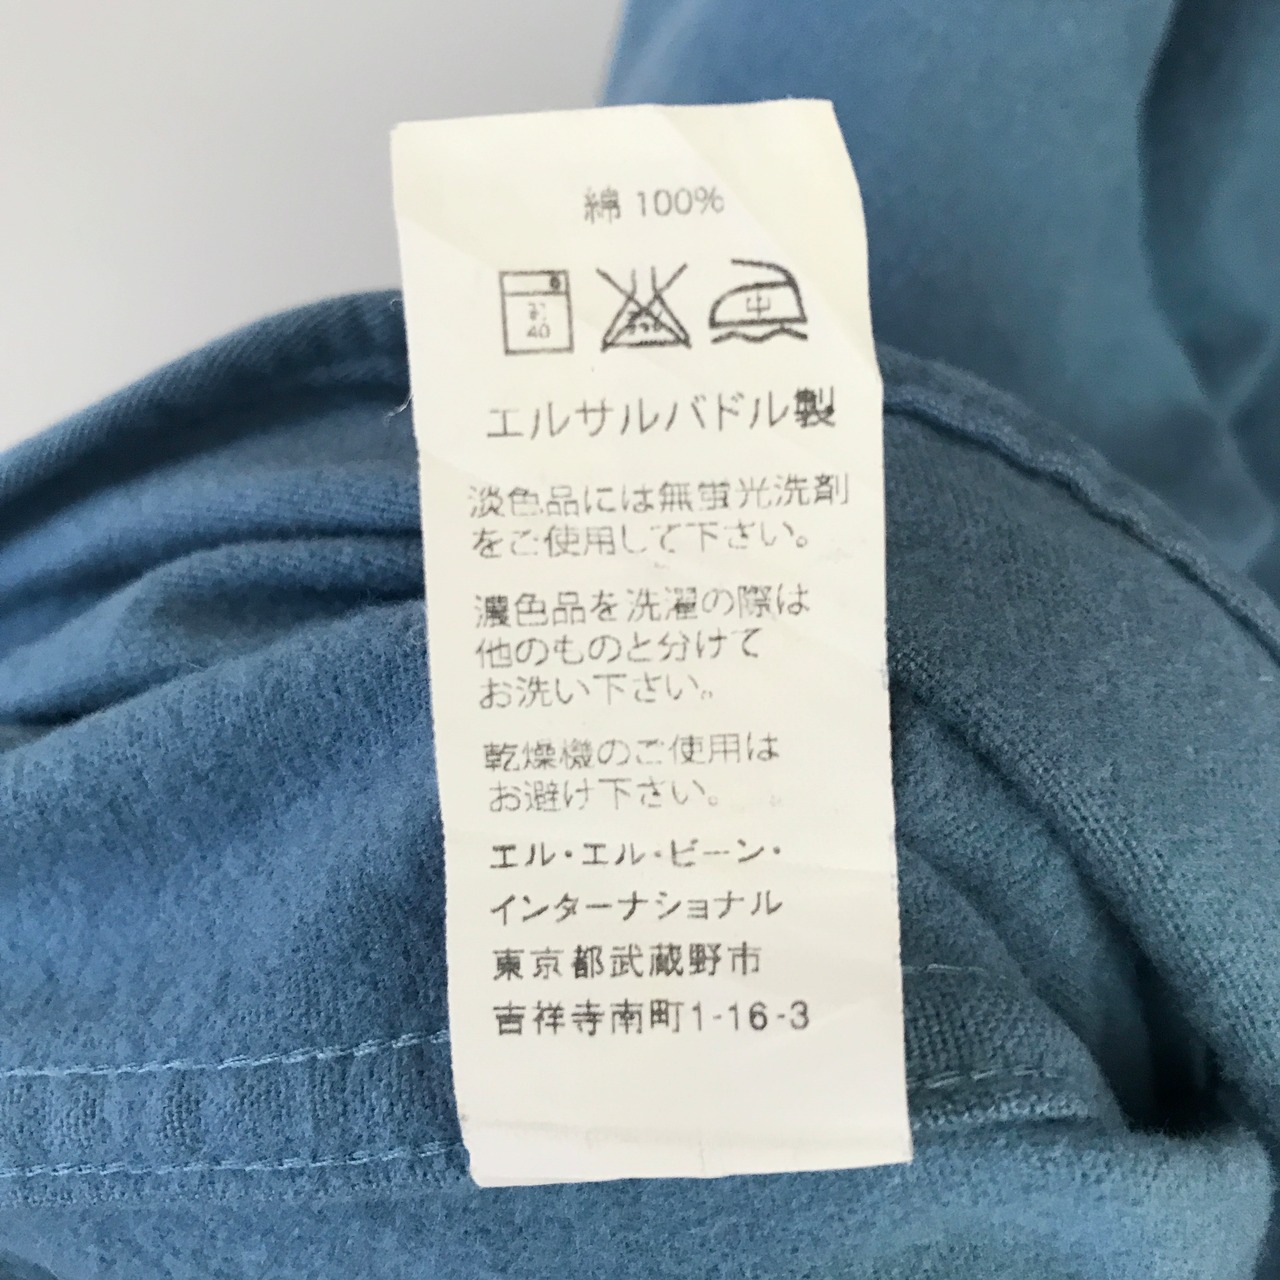 綿 100%
40
中
エルサルバドル製
淡色品には無蛍光洗剤
をご使用して下さい。
濃色品を洗濯の際は
他のものと分けて
お洗い下さい。
乾燥機のご使用は
お避け下さい。
エル・エル・ビーン・
インターナショナル
東京都武蔵野市
吉祥寺南町1-16-3